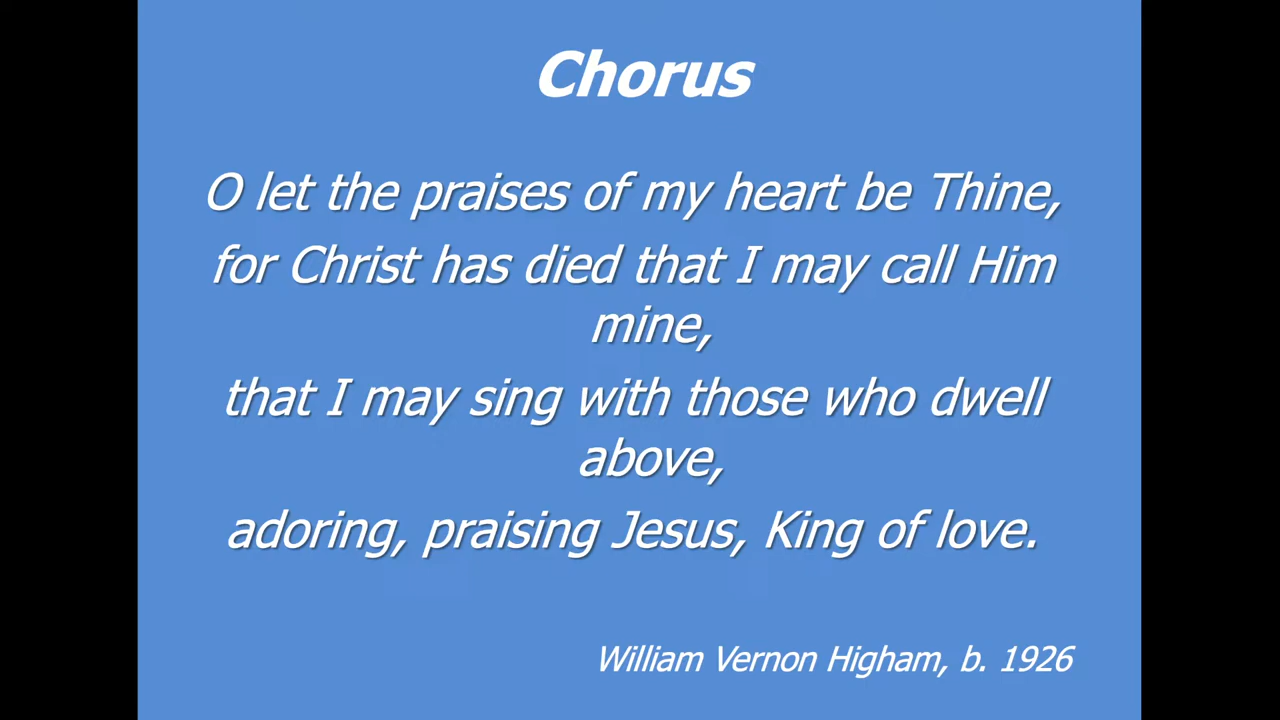 Chorus
O let the praises of my heart be Thine,
for Christ has died that I may call Him
mine,
that I may sing with those who dwell
above,
adoring, praising Jesus, King of love.
William Vernon Higham, b. 1926